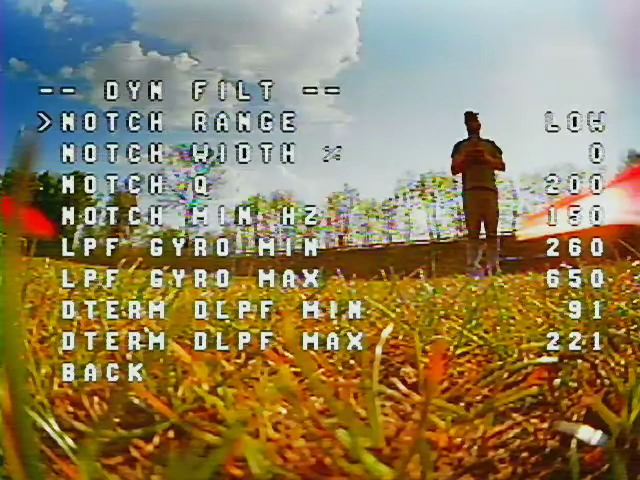 -- DYN FILT --
>NOTCH RANGE LOW
NOTCH WIDTH % 0
NOTCH Q 200
NOTCH MIN HZ 150
LPF GYRO MIN 260
LPF GYRO MAX 650
DTERM DLPF MIN 91
DTERM DLPF MAX 221
BACK